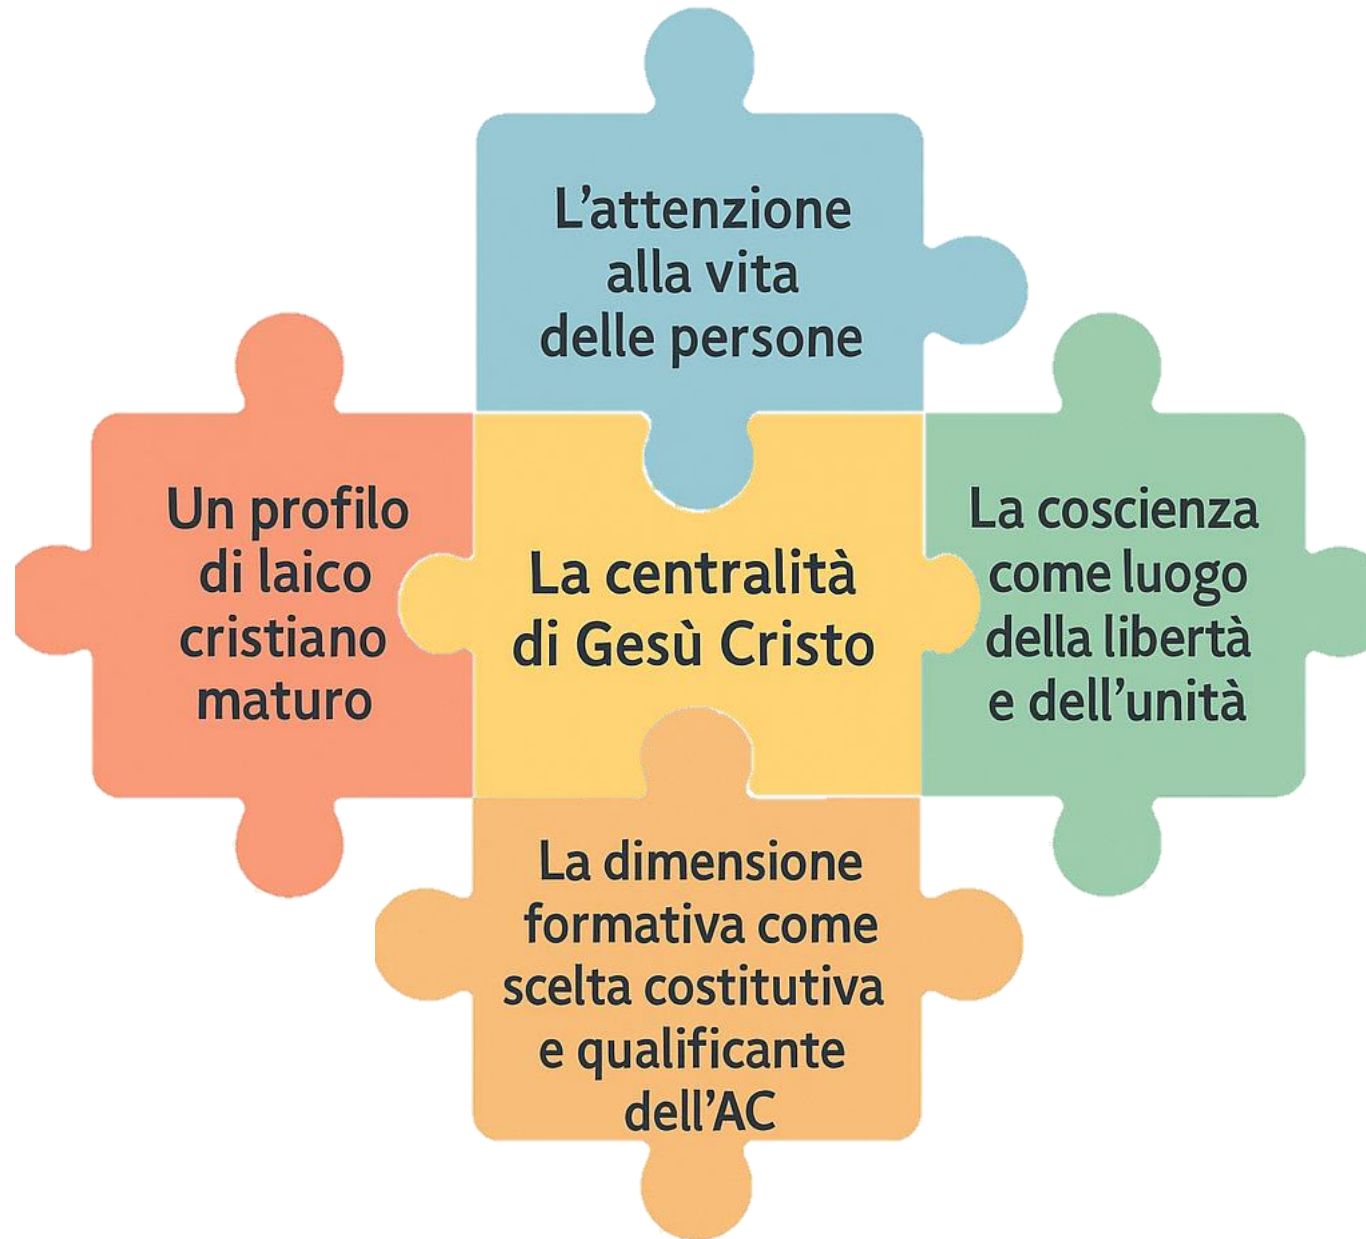 L'attenzione
alla vita
delle persone
Un profilo
di laico
cristiano
maturo
La centralità
di Gesù Cristo
La coscienza
come luogo
della libertà
e dell'unità
La dimensione
formativa come
scelta costitutiva
e qualificante
dell'AC